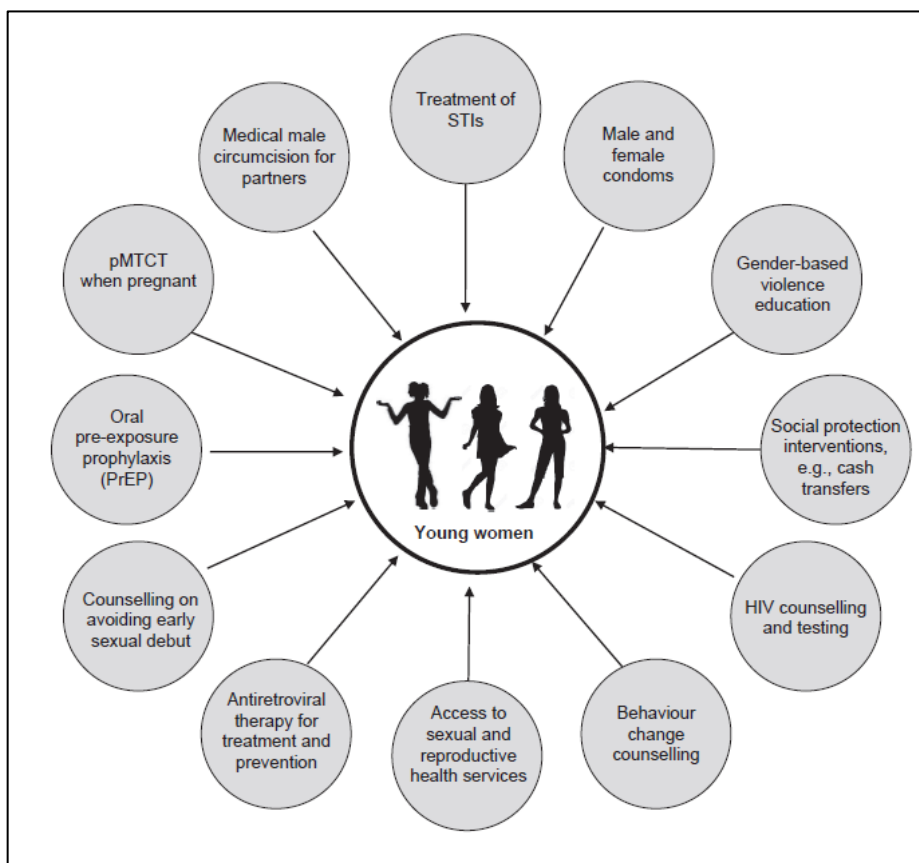 Treatment of
STIs
Male and
female
condoms
Gender-based
violence
education
Social protection
interventions,
e.g., cash
transfers
HIV counselling
and testing
Behaviour
change
counselling
Access to
sexual and
reproductive
health services
Antiretroviral
therapy for
treatment and
prevention
Counselling on
avoiding early
sexual debut
Oral
pre-exposure
prophylaxis
(PrEP)
pMTCT
when pregnant
Medical male
circumcision for
partners
Young women